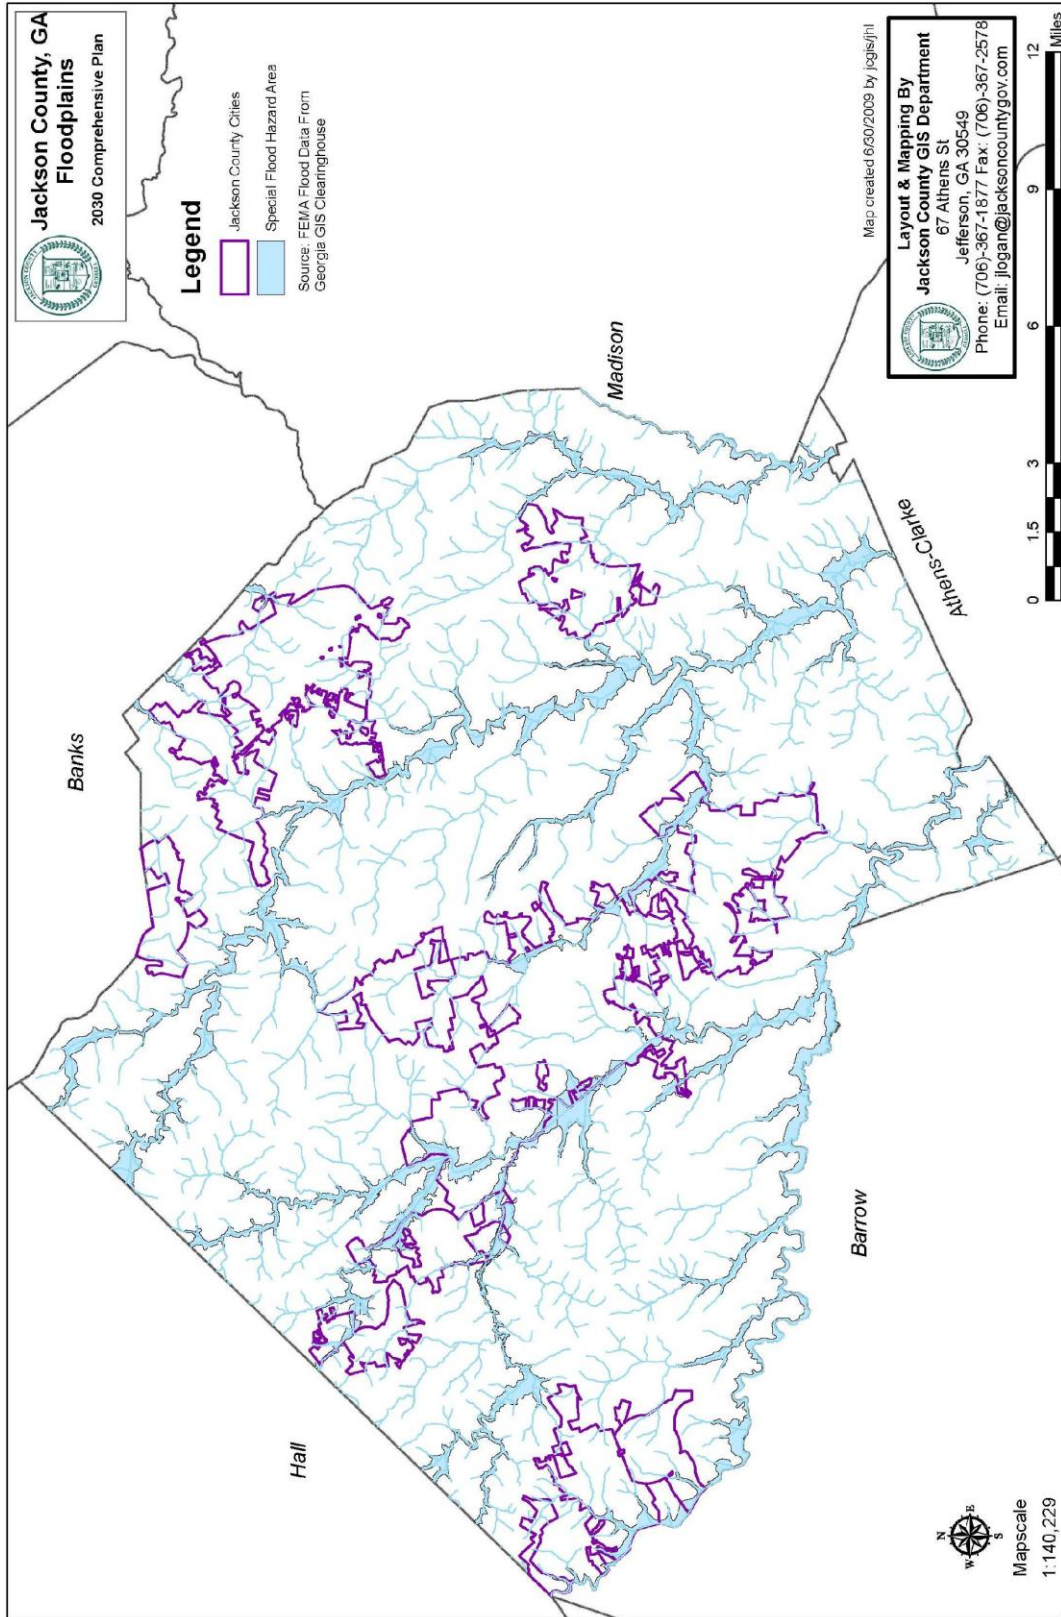 Jackson County, GA
Floodplains
2030 Comprehensive Plan
Legend
Jackson County Cities
Special Flood Hazard Area
Source: FEMA Flood Data From
Georgia GIS Clearinghouse
Banks
Madison
Hall
Barrow
Athens-Clarke
Map created 6/30/2009 by jcgis/jhl
Layout & Mapping By
Jackson County GIS Department
67 Athens St
Jefferson, GA 30549
Phone: (706)-367-1877 Fax: (706)-367-2578
Email: jlogan@jacksoncountygov.com
N
W E
S
Mapscale
1:140,229
0 1.5 3 6 9 12
Miles